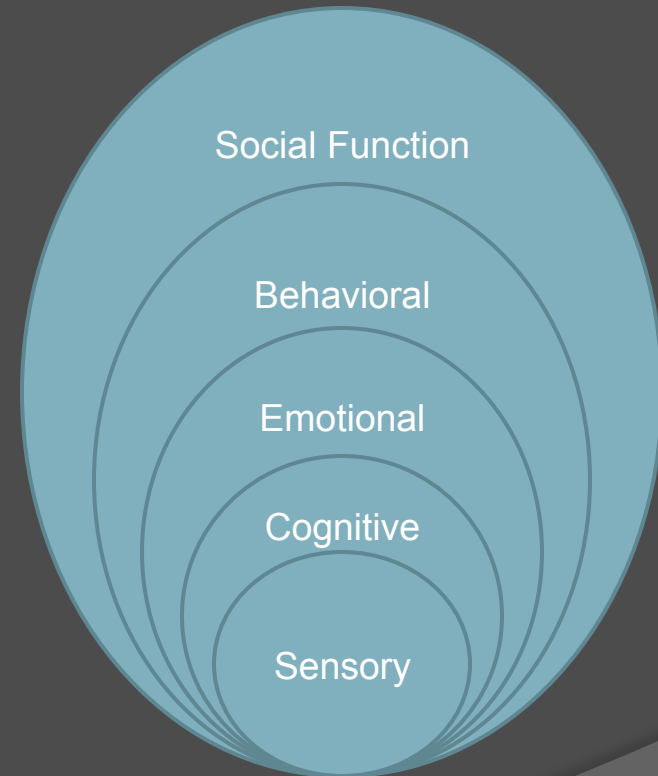 Social Function
Behavioral
Emotional
Cognitive
Sensory